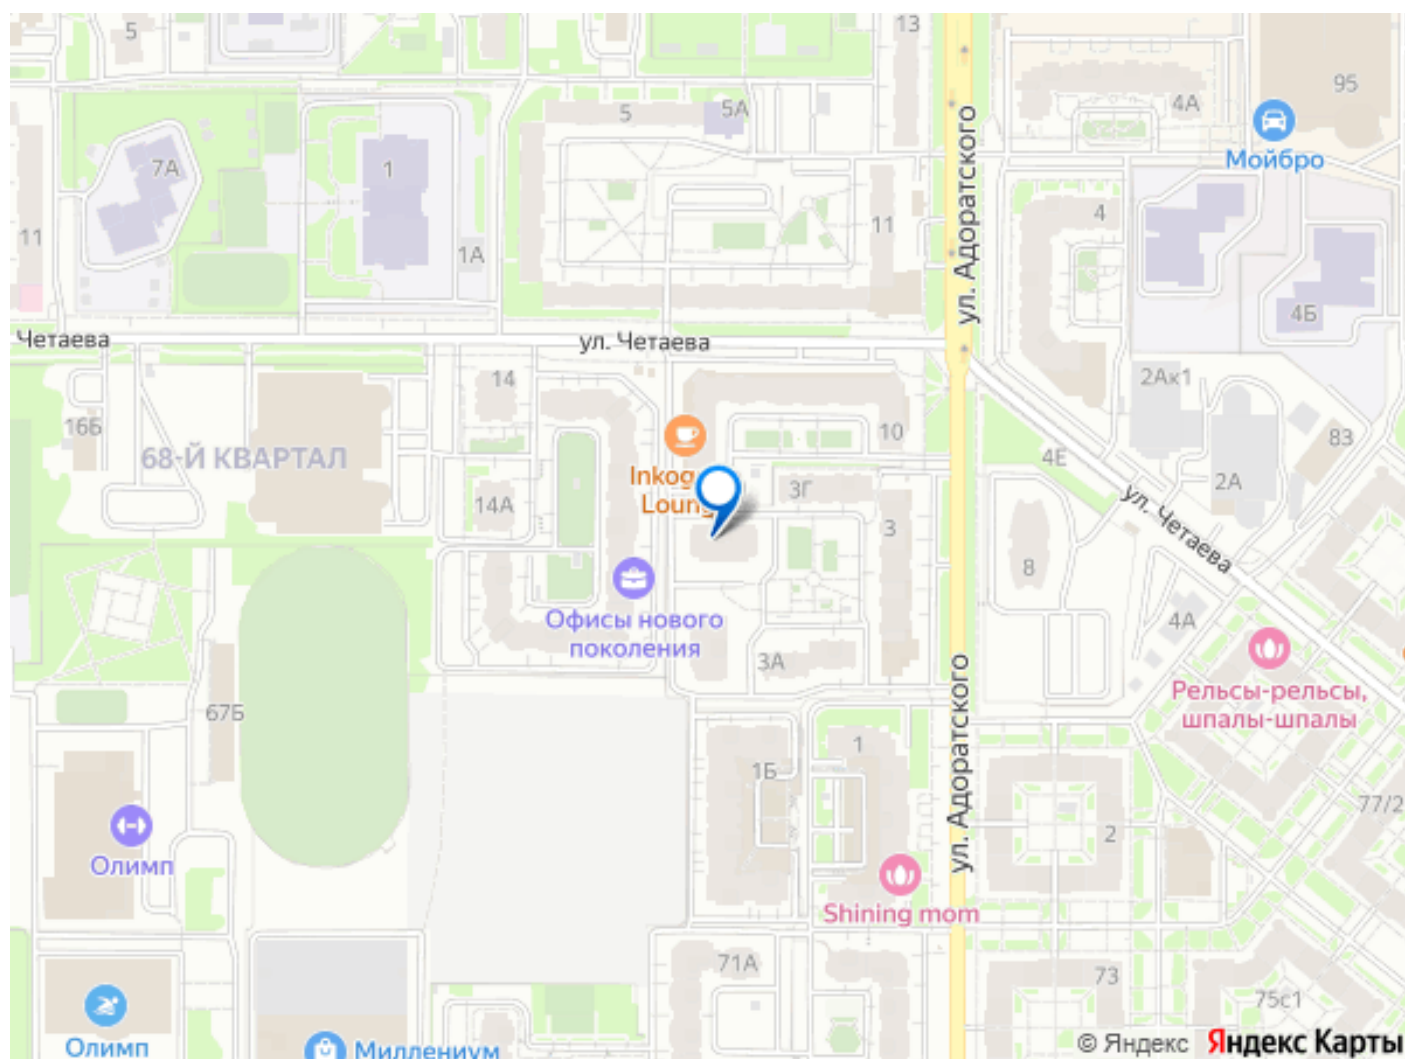 5
13
95
4А
5
5А
Мойбро
7А
1
11
1А
11
4
ул. Адоратского
4Б
Четаева
ул. Четаева
14
2Ак1
16Б
10
83
68-Й КВАРТАЛ
4Е
Inkog
Loung
3Г
2А
14А
3
ул. Четаева
8
Офисы нового
поколения
4А
3А
Рельсы-рельсы,
шпалы-шпалы
67Б
ул. Адоратского
1
1Б
77/2
2
Олимп
Shining mom
71А
73
75с1
Олимп
Миллениум
© Яндекс Яндекс Карты